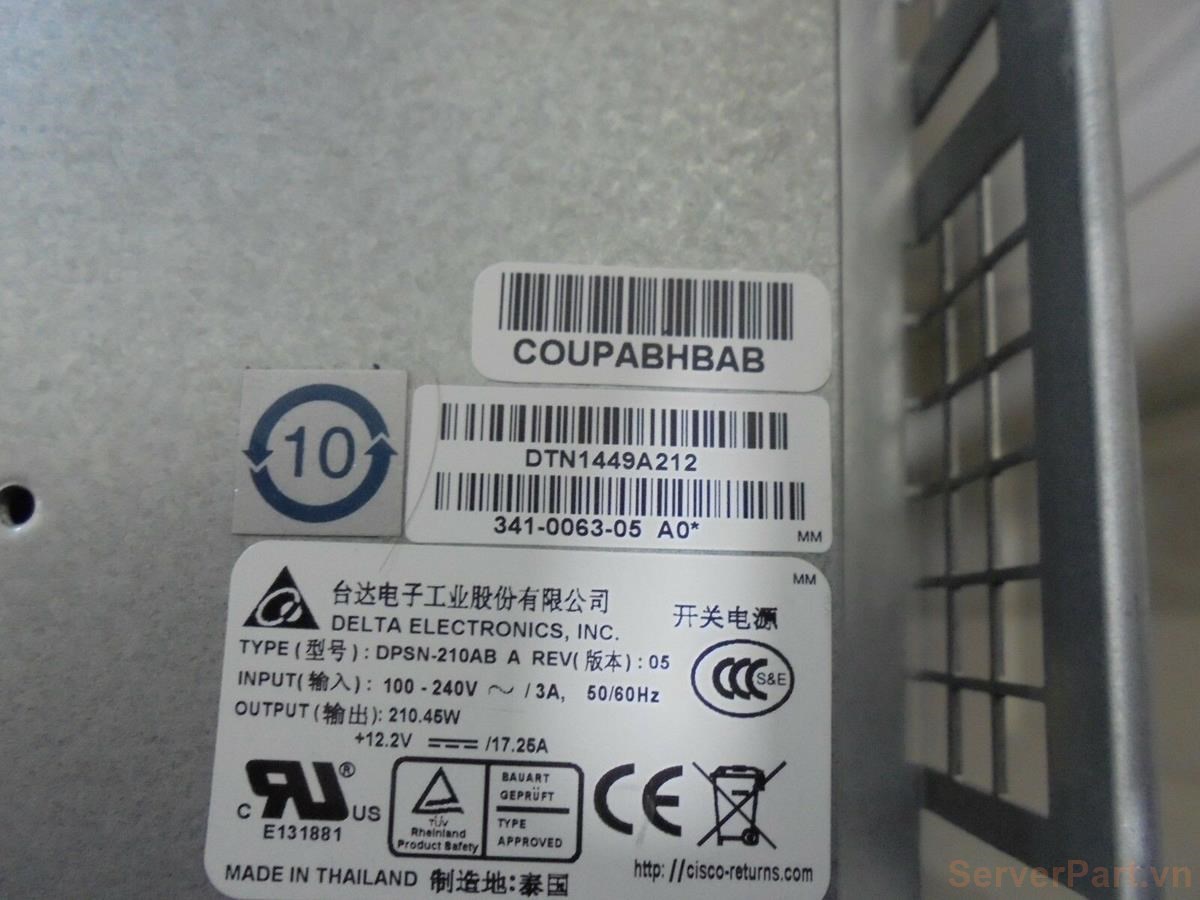 COUPABHBAB
10
DTN1449A212
341-0063-05 A0*
MM
MM
台达电子工业股份有限公司
开关电源
DELTA ELECTRONICS, INC.
TYPE (型号) : DPSN-210AB A REV(版本) : 05
INPUT(输入) : 100 - 240V ～ / 3A, 50/60Hz
S&E
OUTPUT (输出): 210.45W
+12.2V /17.25A
C US
®
E131881
TÜV
Rheinland
Product Safety
BAUART
GEPRÜFT
TYPE
APPROVED
CE
http://cisco-returns.com
MADE IN THAILAND 制造地:泰国
ServerPart.vn